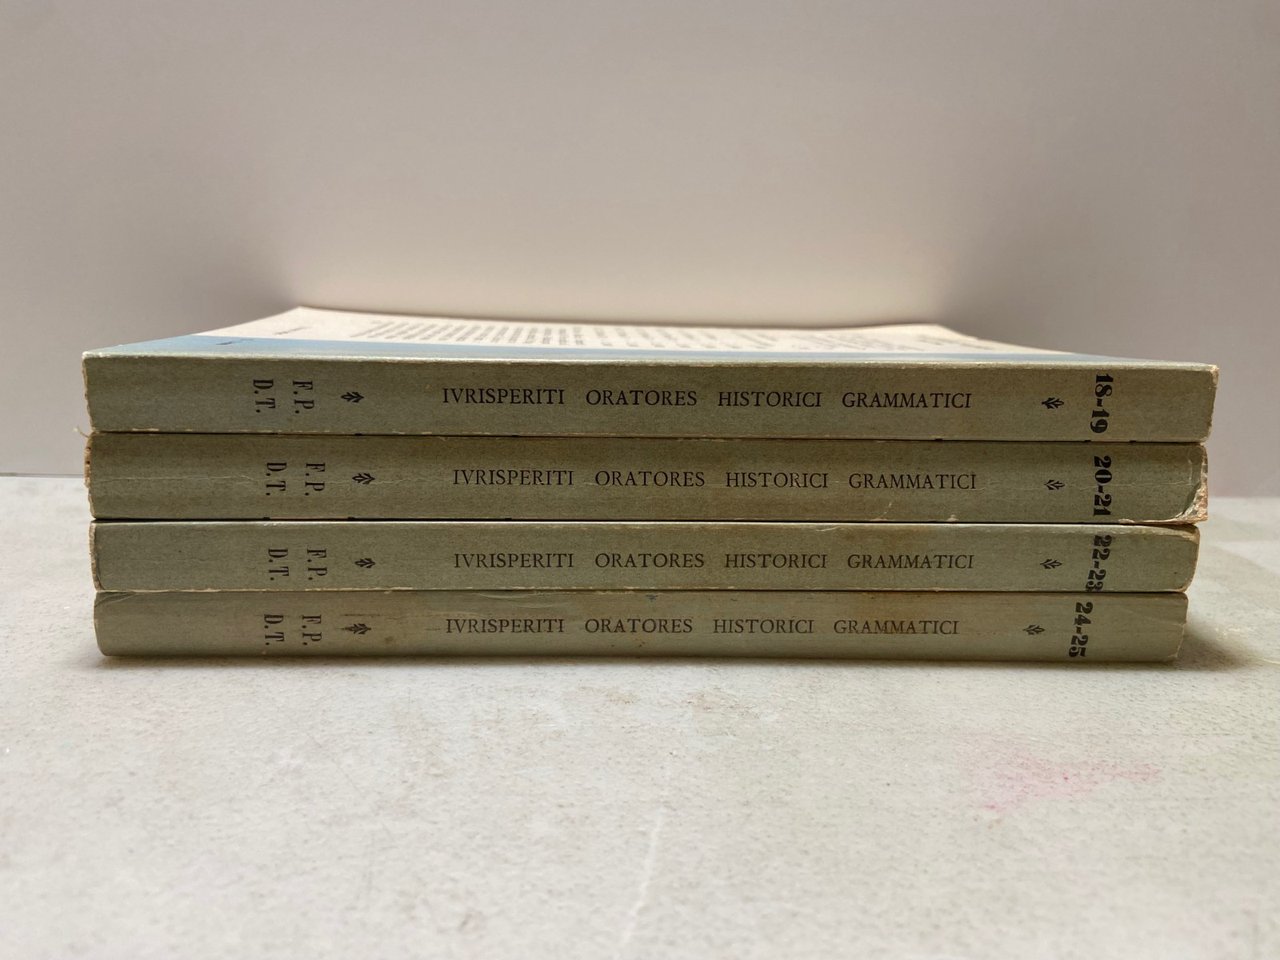 F.P.
D.T.
IVRISPERITI ORATORES HISTORICI GRAMMATICI
18-19
F.P.
D.T.
IVRISPERITI ORATORES HISTORICI GRAMMATICI
20-21
F.P.
D.T.
IVRISPERITI ORATORES HISTORICI GRAMMATICI
22-23
F.P.
D.T.
IVRISPERITI ORATORES HISTORICI GRAMMATICI
24-25